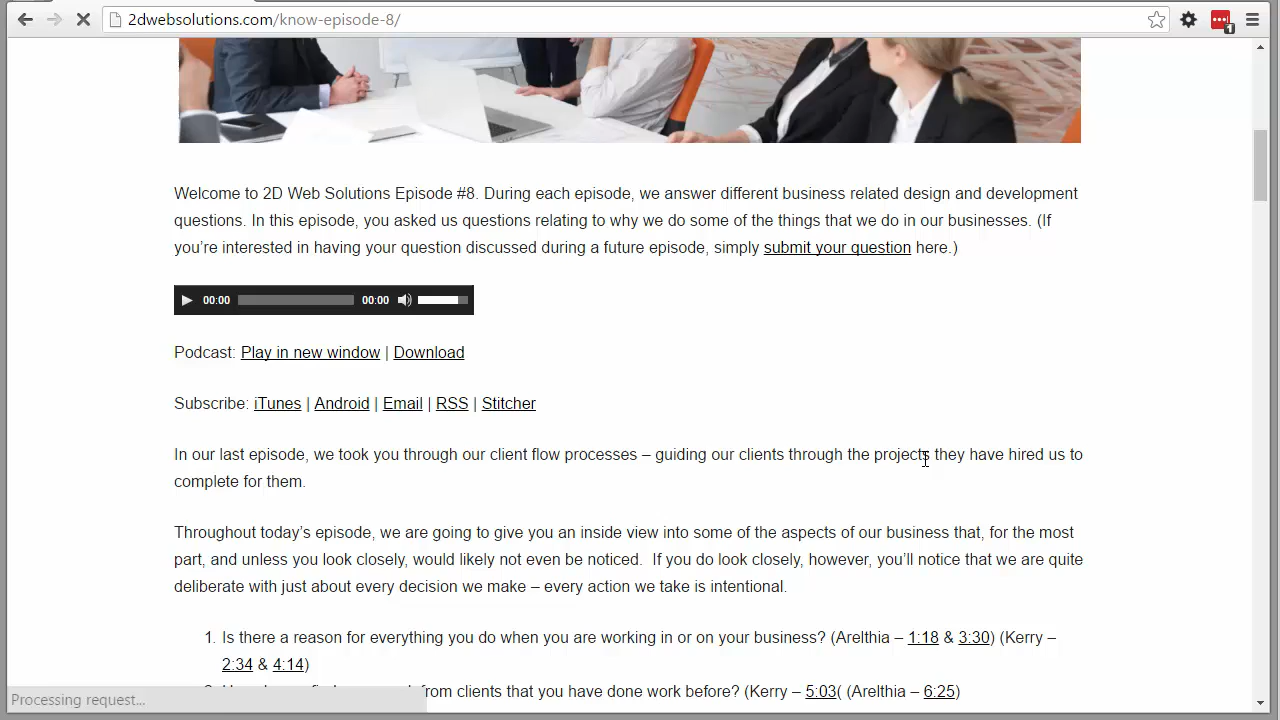 2dwebsolutions.com/know-episode-8/
1
Welcome to 2D Web Solutions Episode #8. During each episode, we answer different business related design and development
questions. In this episode, you asked us questions relating to why we do some of the things that we do in our businesses. (If
you’re interested in having your question discussed during a future episode, simply submit your question here.)
00:00 00:00
Podcast: Play in new window | Download
Subscribe: iTunes | Android | Email | RSS | Stitcher
In our last episode, we took you through our client flow processes – guiding our clients through the projects they have hired us to
complete for them.
Throughout today’s episode, we are going to give you an inside view into some of the aspects of our business that, for the most
part, and unless you look closely, would likely not even be noticed.  If you do look closely, however, you’ll notice that we are quite
deliberate with just about every decision we make – every action we take is intentional.
1. Is there a reason for everything you do when you are working in or on your business? (Arelthia – 1:18 & 3:30) (Kerry –
2:34 & 4:14)
from clients that you have done work before? (Kerry – 5:03( (Arelthia – 6:25)
Processing request...